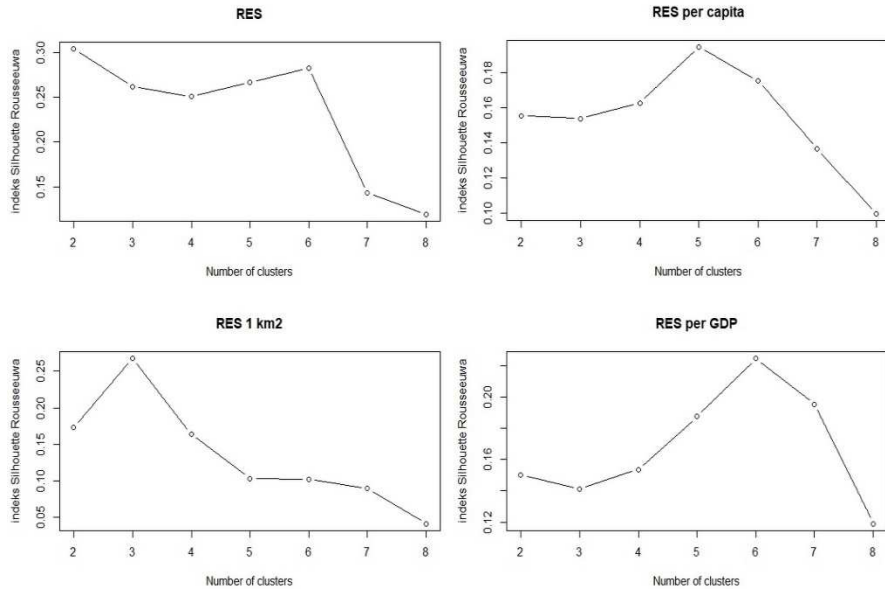 RES
indeks Silhouette Rousseeuwa
0.30
0.25
0.20
0.15
2 3 4 5 6 7 8
Number of clusters
RES per capita
indeks Silhouette Rousseeuwa
0.18
0.16
0.14
0.12
0.10
2 3 4 5 6 7 8
Number of clusters
RES 1 km2
indeks Silhouette Rousseeuwa
0.25
0.20
0.15
0.10
0.05
2 3 4 5 6 7 8
Number of clusters
RES per GDP
indeks Silhouette Rousseeuwa
0.20
0.16
0.12
2 3 4 5 6 7 8
Number of clusters